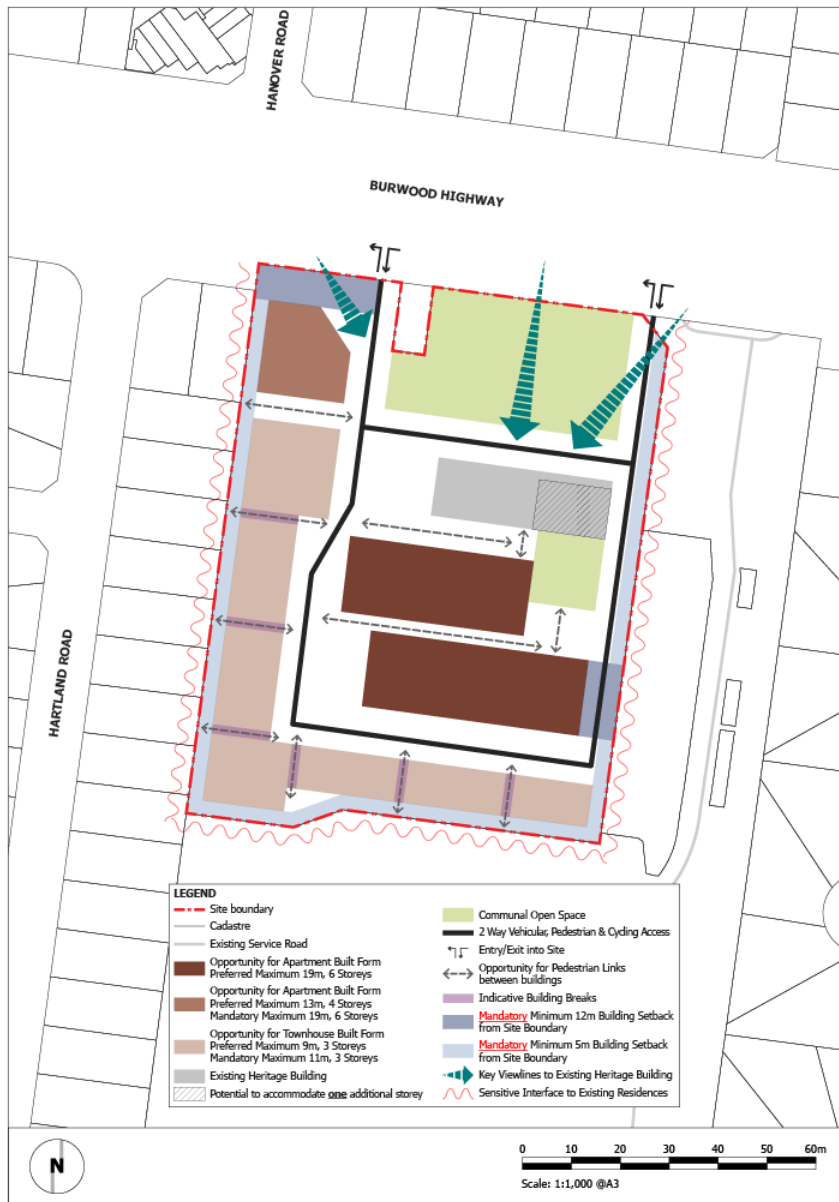 HANOVER ROAD
BURWOOD HIGHWAY
HARTLAND ROAD
LEGEND
Site boundary
Cadastre
Existing Service Road
Opportunity for Apartment Built Form
Preferred Maximum 19m, 6 Storeys
Opportunity for Apartment Built Form
Preferred Maximum 13m, 4 Storeys
Mandatory Maximum 19m, 6 Storeys
Opportunity for Townhouse Built Form
Preferred Maximum 9m, 3 Storeys
Mandatory Maximum 11m, 3 Storeys
Existing Heritage Building
Potential to accommodate one additional storey
Communal Open Space
2 Way Vehicular, Pedestrian & Cycling Access
Entry/Exit into Site
Opportunity for Pedestrian Links
between buildings
Indicative Building Breaks
Mandatory Minimum 12m Building Setback
from Site Boundary
Mandatory Minimum 5m Building Setback
from Site Boundary
Key Viewlines to Existing Heritage Building
Sensitive Interface to Existing Residences
N
0 10 20 30 40 50 60m
Scale: 1:1,000 @A3